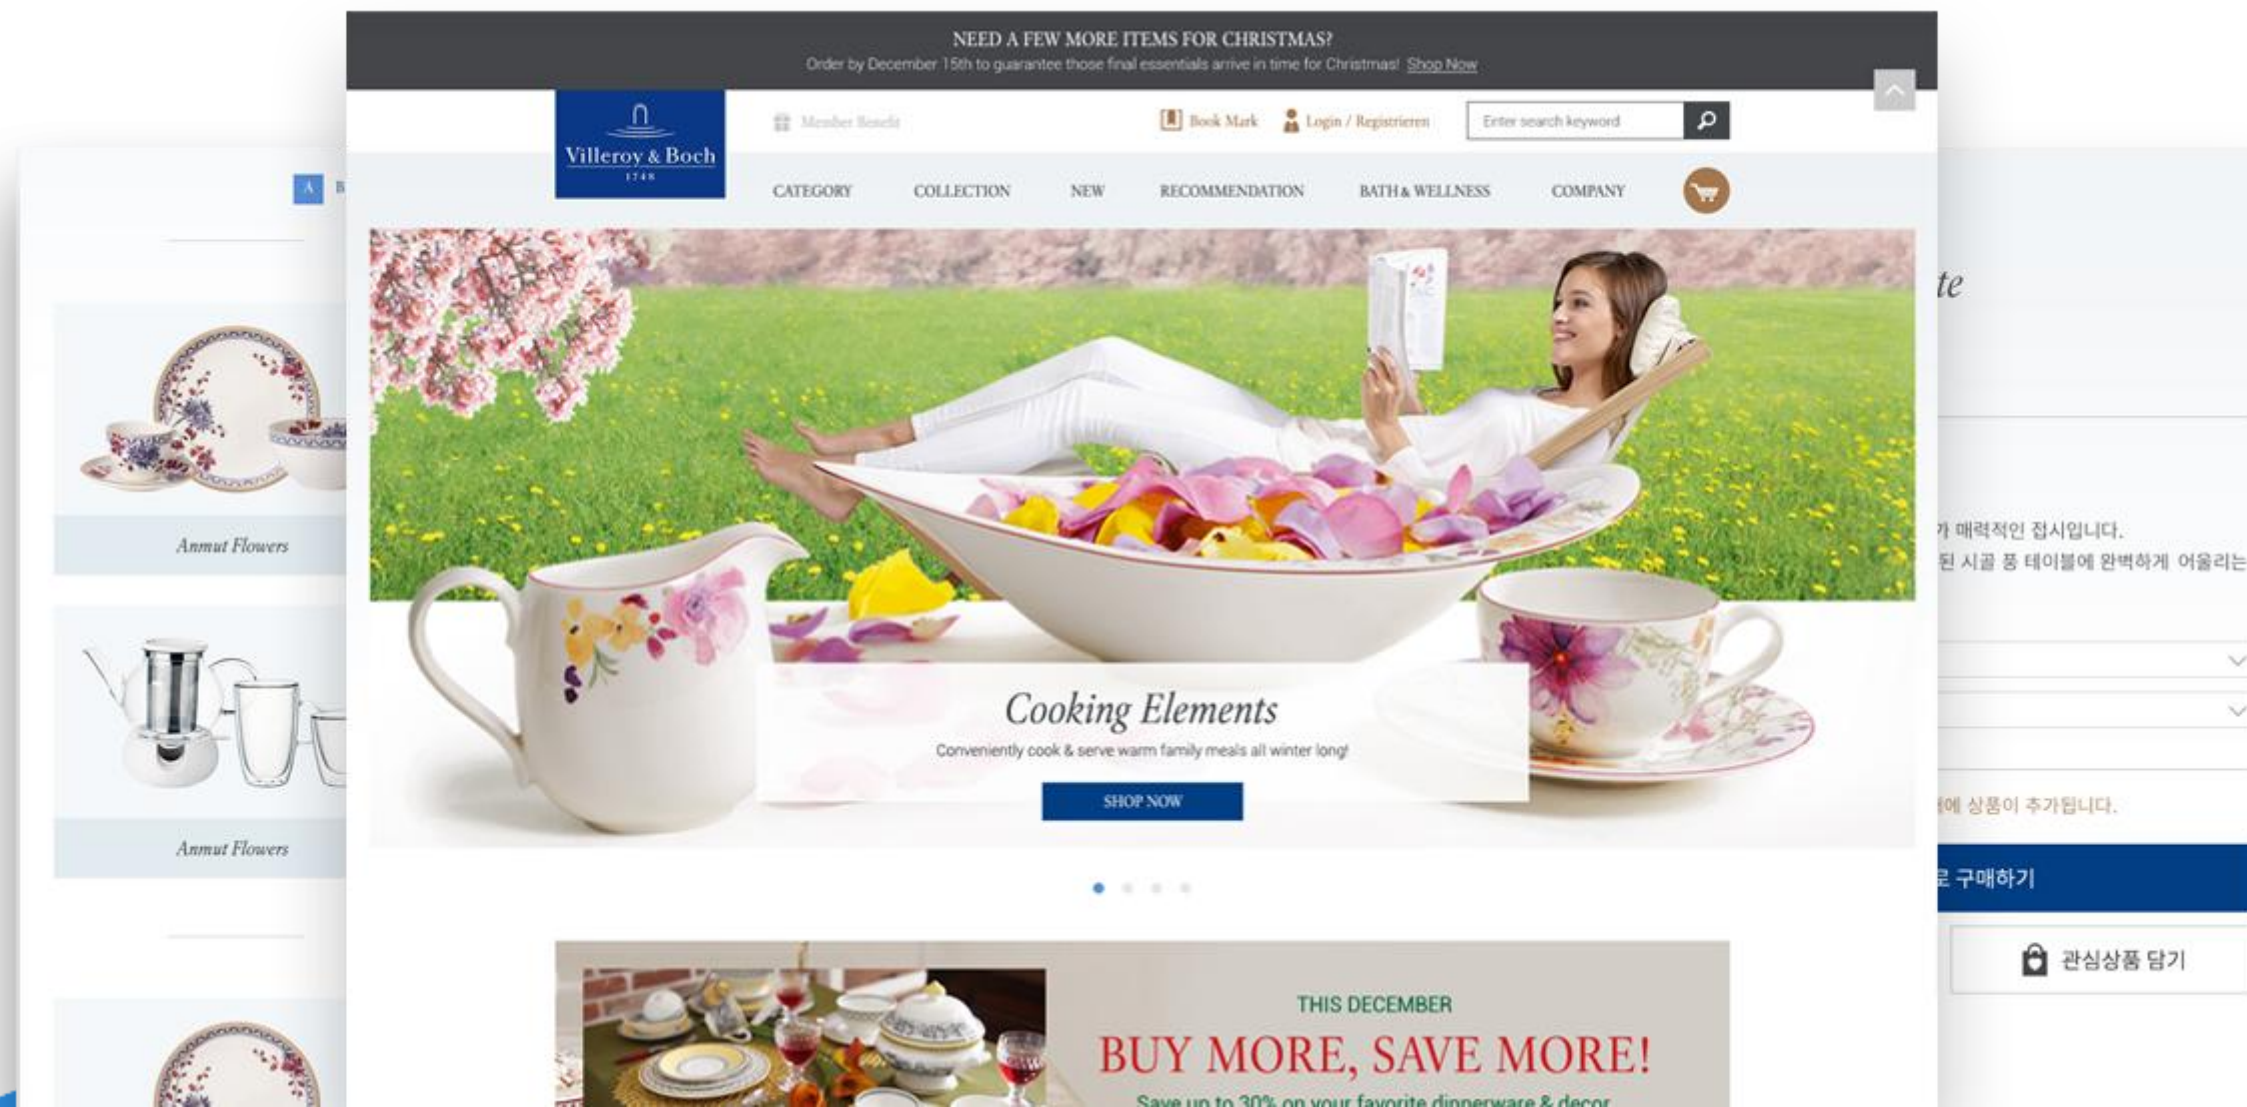 NEED A FEW MORE ITEMS FOR CHRISTMAS?
Order by December 15th to guarantee those final essentials arrive in time for Christmas! Shop Now
Villeroy & Boch
1748
Member Benefit
Book Mark
Login / Registrieren
Enter search keyword
CATEGORY COLLECTION NEW RECOMMENDATION BATH & WELLNESS COMPANY
A B
Anmut Flowers
Anmut Flowers
Cooking Elements
Conveniently cook & serve warm family meals all winter long!
SHOP NOW
THIS DECEMBER
BUY MORE, SAVE MORE!
Save up to 30% on your favorite dinnerware & decor
te
가 매력적인 접시입니다.
된 시골 풍 테이블에 완벽하게 어울리는
에 상품이 추가됩니다.
로 구매하기
관심상품 담기